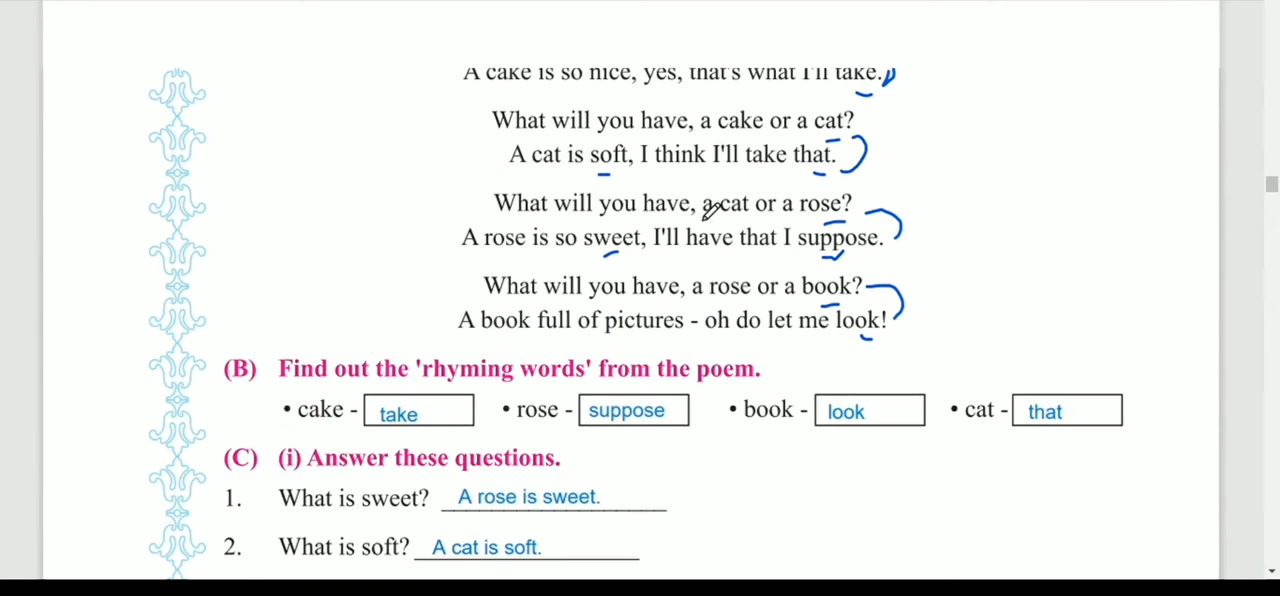 A cake is so nice, yes, that's what I'll take.
What will you have, a cake or a cat?
A cat is soft, I think I'll take that.
What will you have, a cat or a rose?
A rose is so sweet, I'll have that I suppose.
What will you have, a rose or a book?
A book full of pictures - oh do let me look!
(B) Find out the 'rhyming words' from the poem.
• cake - take • rose - suppose • book - look • cat - that
(C) (i) Answer these questions.
1. What is sweet? A rose is sweet.
2. What is soft? A cat is soft.